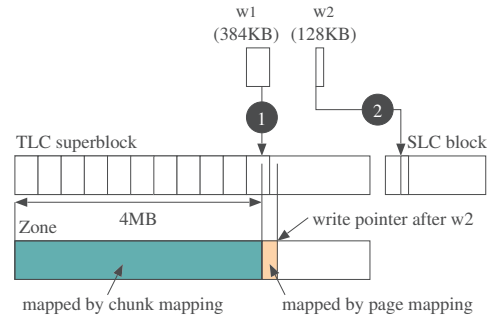 w1
(384KB)
w2
(128KB)
1
2
TLC superblock
SLC block
4MB
write pointer after w2
Zone
mapped by chunk mapping
mapped by page mapping